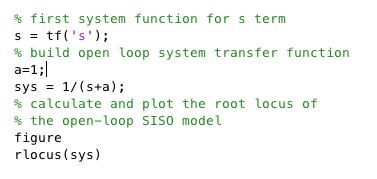 % first system function for s term
s = tf('s');
% build open loop system transfer function
a=1;
sys = 1/(s+a);
% calculate and plot the root locus of
% the open-loop SISO model
figure
rlocus(sys)